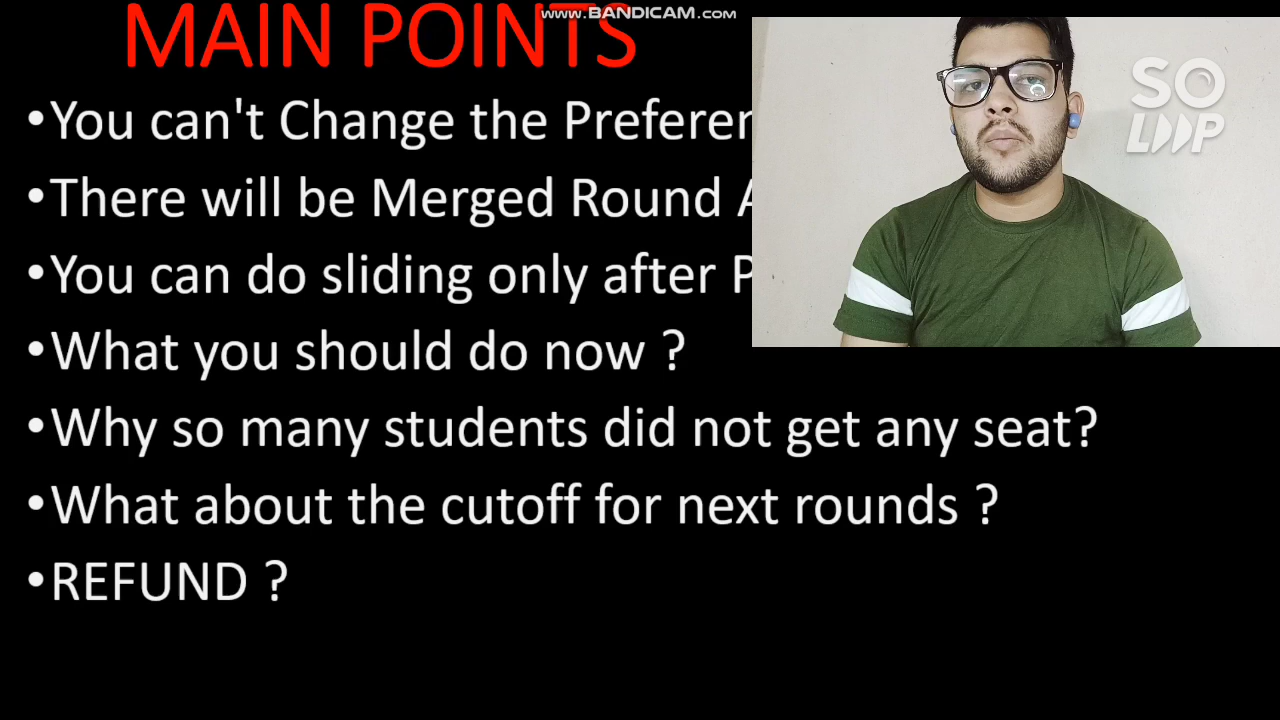 www.BANDICAM.com
MAIN POINTS
SO
LOOP
•You can't Change the
•There will be Merged Round
•You can do sliding only after
•What you should do now ?
•Why so many students did not get any seat?
•What about the cutoff for next rounds ?
•REFUND ?